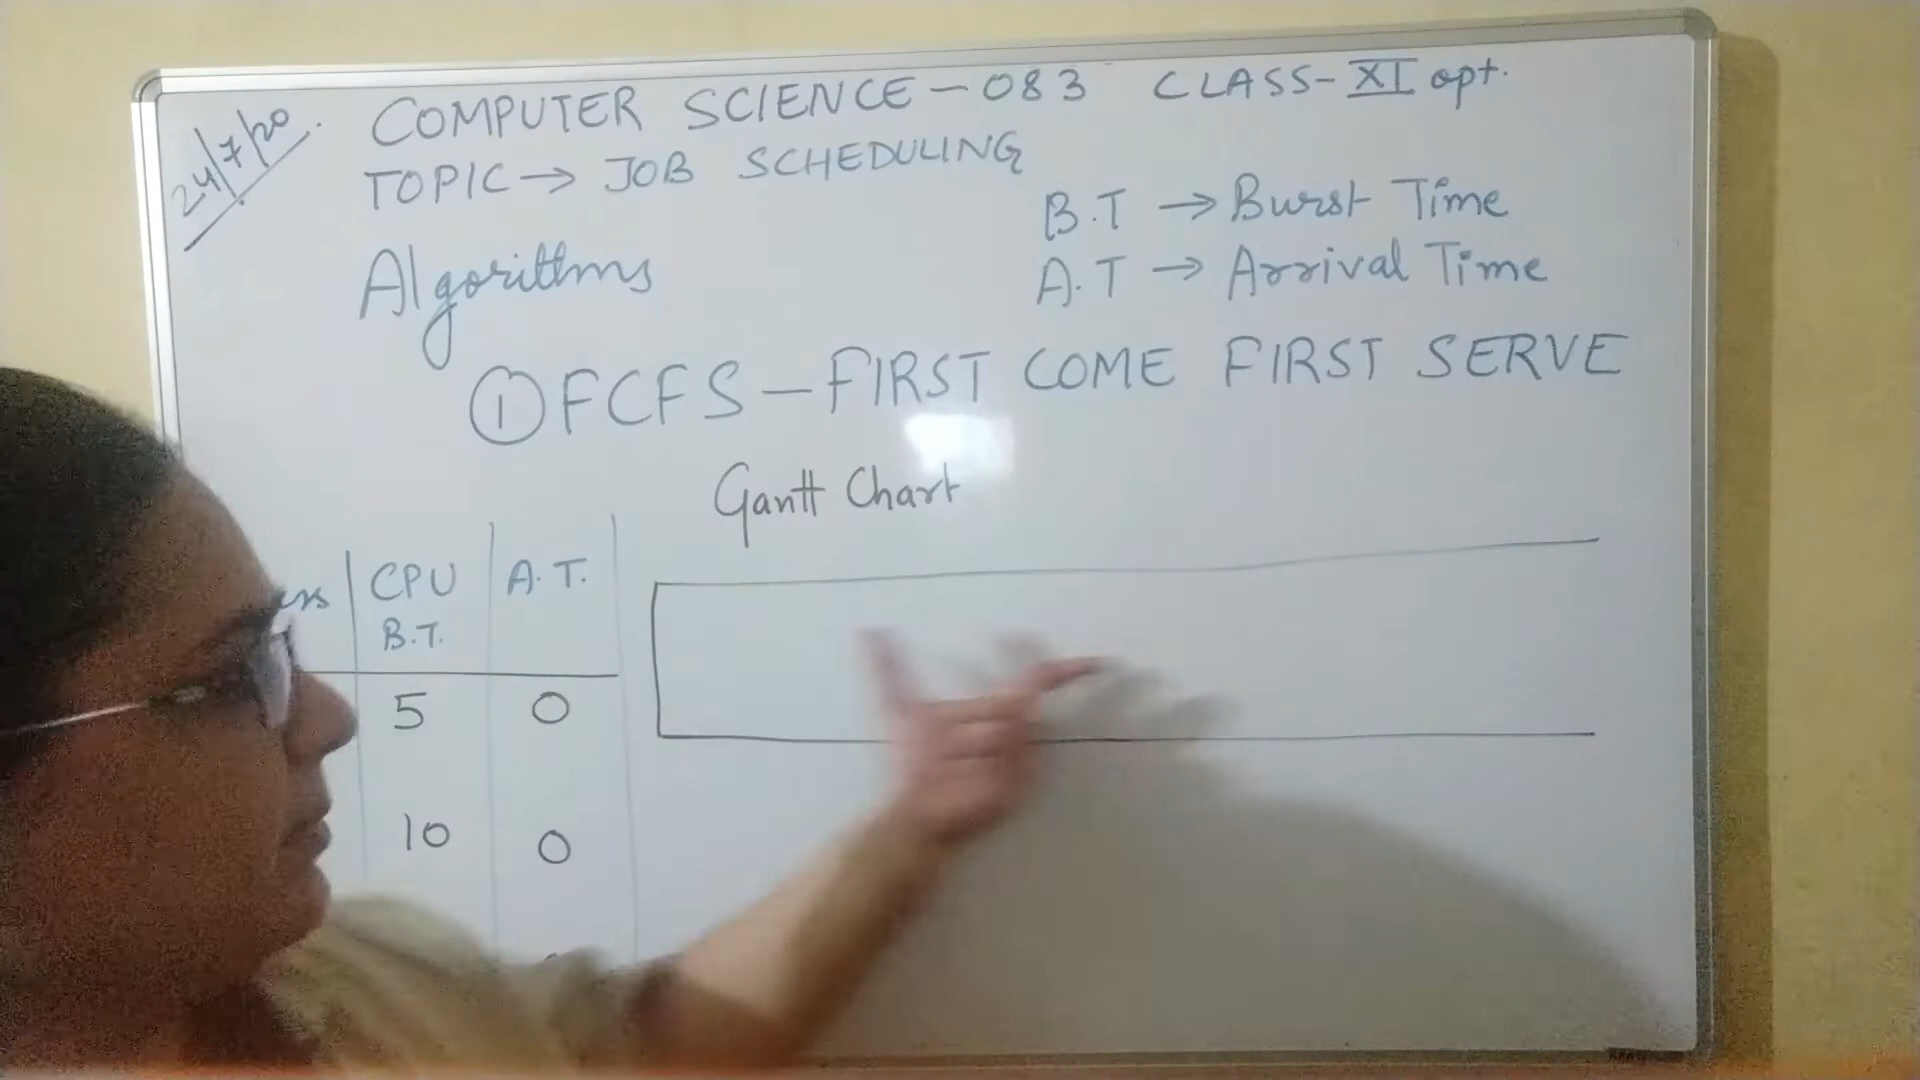 24/7/20.
COMPUTER SCIENCE - 083 CLASS - XI opt.
TOPIC → JOB SCHEDULING
B.T → Burst Time
Algorithms
A.T → Arrival Time
① FCFS - FIRST COME FIRST SERVE
Gantt Chart
CPU B.T. A.T.
5 0
10 0